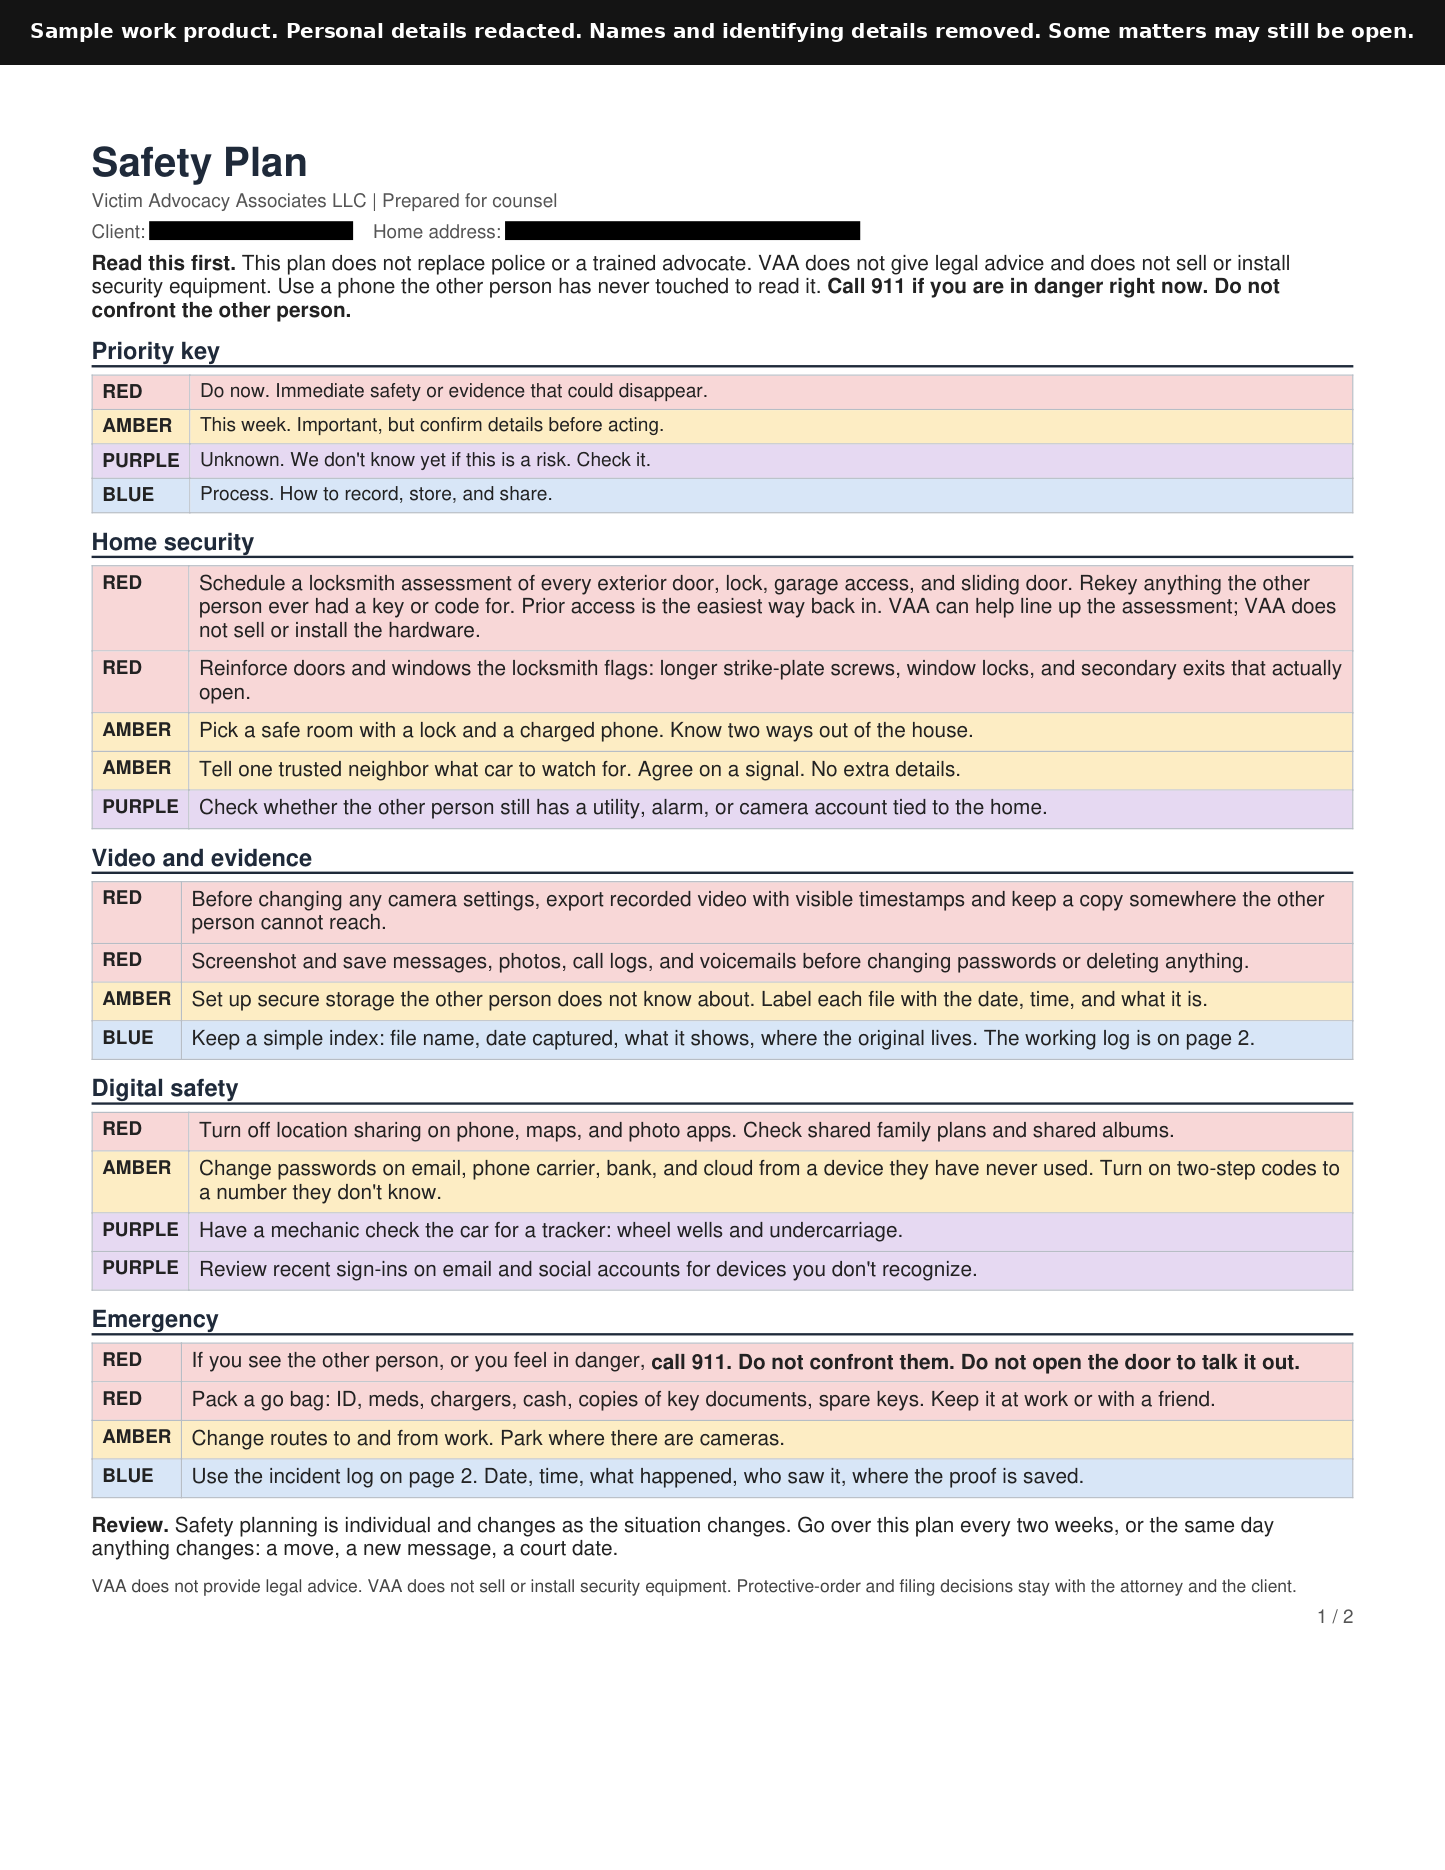 Sample work product. Personal details redacted. Names and identifying details removed. Some matters may still be open.
Safety Plan
Victim Advocacy Associates LLC | Prepared for counsel
Client: Home address:
Read this first. This plan does not replace police or a trained advocate. VAA does not give legal advice and does not sell or install
security equipment. Use a phone the other person has never touched to read it. Call 911 if you are in danger right now. Do not
confront the other person.
Priority key
RED Do now. Immediate safety or evidence that could disappear.
AMBER This week. Important, but confirm details before acting.
PURPLE Unknown. We don't know yet if this is a risk. Check it.
BLUE Process. How to record, store, and share.
Home security
RED Schedule a locksmith assessment of every exterior door, lock, garage access, and sliding door. Rekey anything the other
person ever had a key or code for. Prior access is the easiest way back in. VAA can help line up the assessment; VAA does
not sell or install the hardware.
RED Reinforce doors and windows the locksmith flags: longer strike-plate screws, window locks, and secondary exits that actually
open.
AMBER Pick a safe room with a lock and a charged phone. Know two ways out of the house.
AMBER Tell one trusted neighbor what car to watch for. Agree on a signal. No extra details.
PURPLE Check whether the other person still has a utility, alarm, or camera account tied to the home.
Video and evidence
RED Before changing any camera settings, export recorded video with visible timestamps and keep a copy somewhere the other
person cannot reach.
RED Screenshot and save messages, photos, call logs, and voicemails before changing passwords or deleting anything.
AMBER Set up secure storage the other person does not know about. Label each file with the date, time, and what it is.
BLUE Keep a simple index: file name, date captured, what it shows, where the original lives. The working log is on page 2.
Digital safety
RED Turn off location sharing on phone, maps, and photo apps. Check shared family plans and shared albums.
AMBER Change passwords on email, phone carrier, bank, and cloud from a device they have never used. Turn on two-step codes to
a number they don't know.
PURPLE Have a mechanic check the car for a tracker: wheel wells and undercarriage.
PURPLE Review recent sign-ins on email and social accounts for devices you don't recognize.
Emergency
RED If you see the other person, or you feel in danger, call 911. Do not confront them. Do not open the door to talk it out.
RED Pack a go bag: ID, meds, chargers, cash, copies of key documents, spare keys. Keep it at work or with a friend.
AMBER Change routes to and from work. Park where there are cameras.
BLUE Use the incident log on page 2. Date, time, what happened, who saw it, where the proof is saved.
Review. Safety planning is individual and changes as the situation changes. Go over this plan every two weeks, or the same day
anything changes: a move, a new message, a court date.
VAA does not provide legal advice. VAA does not sell or install security equipment. Protective-order and filing decisions stay with the attorney and the client.
1 / 2